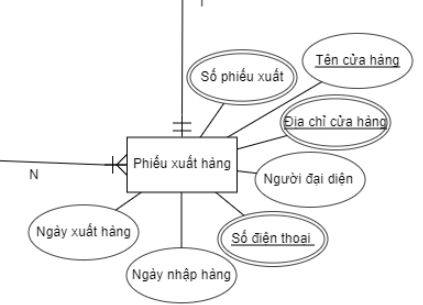 Số phiếu xuất
Tên cửa hàng
Địa chỉ cửa hàng
Phiếu xuất hàng
Người đại diện
N
Ngày xuất hàng
Số điện thoai
Ngày nhập hàng